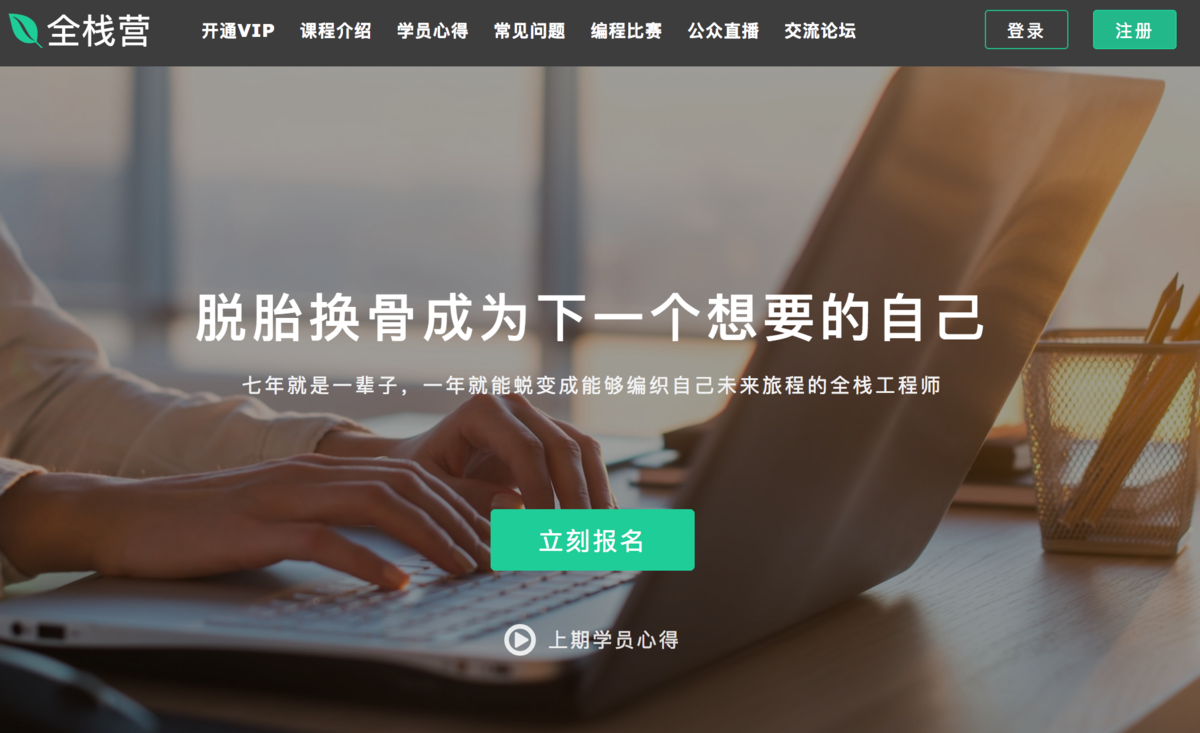 全栈营 开通VIP 课程介绍 学员心得 常见问题 编程比赛 公众直播 交流论坛 登录 注册
脱胎换骨成为下一个想要的自己
七年就是一辈子，一年就能蜕变成能够编织自己未来旅程的全栈工程师
立刻报名
上期学员心得